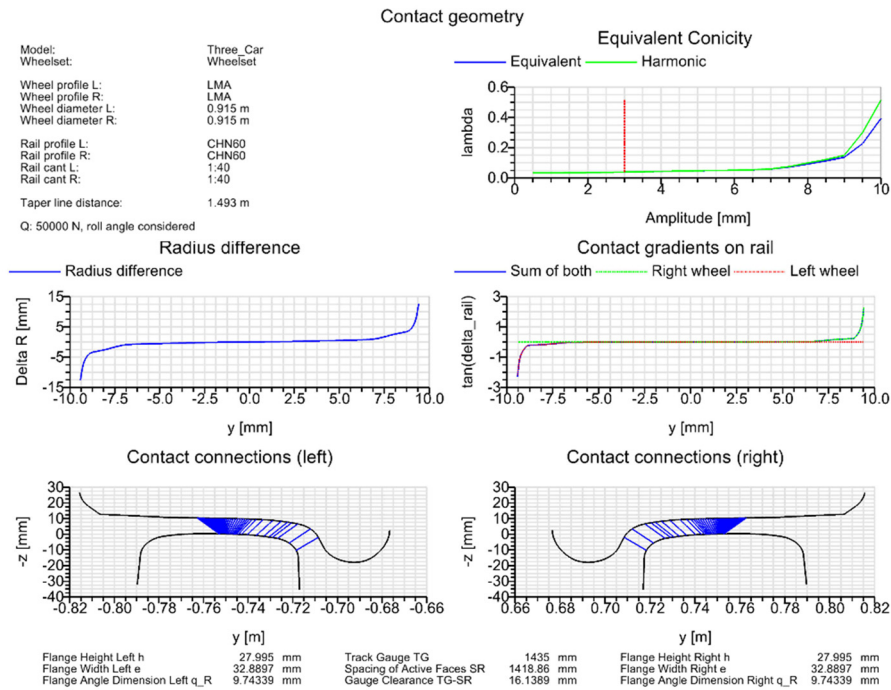 Contact geometry
Model: Three_Car
Wheelset: Wheelset
Wheel profile L: LMA
Wheel profile R: LMA
Wheel diameter L: 0.915 m
Wheel diameter R: 0.915 m
Rail profile L: CHN60
Rail profile R: CHN60
Rail cant L: 1:40
Rail cant R: 1:40
Taper line distance: 1.493 m
Q: 50000 N, roll angle considered
Equivalent Conicity
Equivalent Harmonic
lambda
0.6
0.4
0.2
0.0
0 2 4 6 8 10
Amplitude [mm]
Radius difference
Radius difference
Delta R [mm]
15
5
-5
-15
-10.0 -7.5 -5.0 -2.5 0.0 2.5 5.0 7.5 10.0
y [mm]
Contact gradients on rail
Sum of both Right wheel Left wheel
tan(delta_rail)
3
1
-1
-3
-10.0 -7.5 -5.0 -2.5 0.0 2.5 5.0 7.5 10.0
y [mm]
Contact connections (left)
-z [mm]
30
20
10
0
-10
-20
-30
-40
-0.82 -0.80 -0.78 -0.76 -0.74 -0.72 -0.70 -0.68 -0.66
y [m]
Contact connections (right)
-z [mm]
30
20
10
0
-10
-20
-30
-40
0.66 0.68 0.70 0.72 0.74 0.76 0.78 0.80 0.82
y [m]
Flange Height Left h 27.995 mm Track Gauge TG 1435 mm Flange Height Right h 27.995 mm
Flange Width Left e 32.8897 mm Spacing of Active Faces SR 1418.86 mm Flange Width Right e 32.8897 mm
Flange Angle Dimension Left q_R 9.74339 mm Gauge Clearance TG-SR 16.1389 mm Flange Angle Dimension Right q_R 9.74339 mm